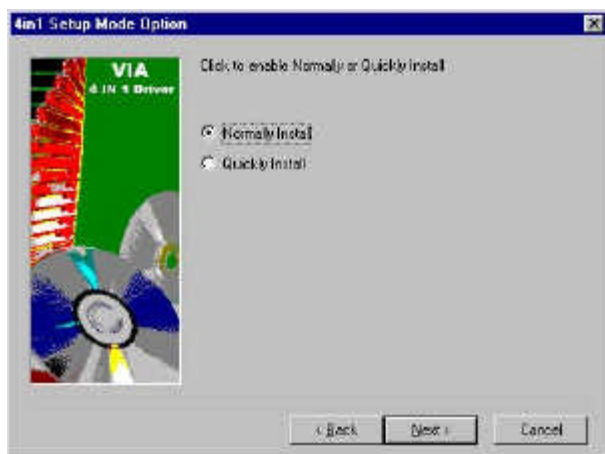 4in1 Setup Mode Option
VIA
4 IN 1 Driver
Click to enable Normally or Quickly Install
Normally Install
Quickly Install
< Back
Next >
Cancel